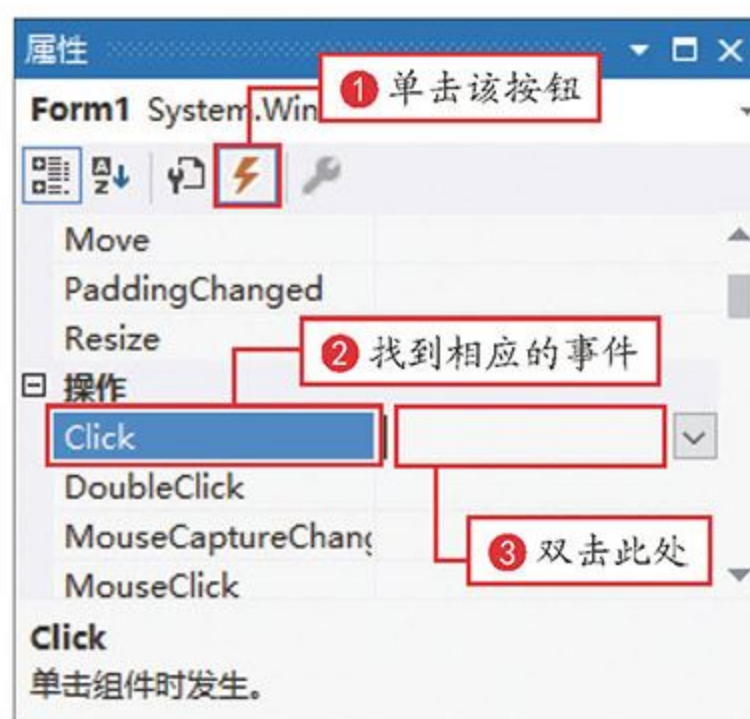 属性
❶ 单击该按钮
Form1 System.Win
Move
PaddingChanged
Resize
❷ 找到相应的事件
操作
Click
DoubleClick
MouseCaptureChang
❸ 双击此处
MouseClick
Click
单击组件时发生。